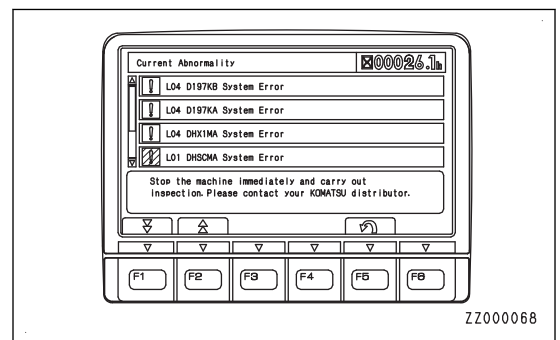 Current Abnormality
00026.1h
L04 D197KB System Error
L04 D197KA System Error
L04 DHX1MA System Error
L01 DHSCMA System Error
Stop the machine immediately and carry out
inspection. Please contact your KOMATSU distributor.
F1 F2 F3 F4 F5 F6
ZZ000068